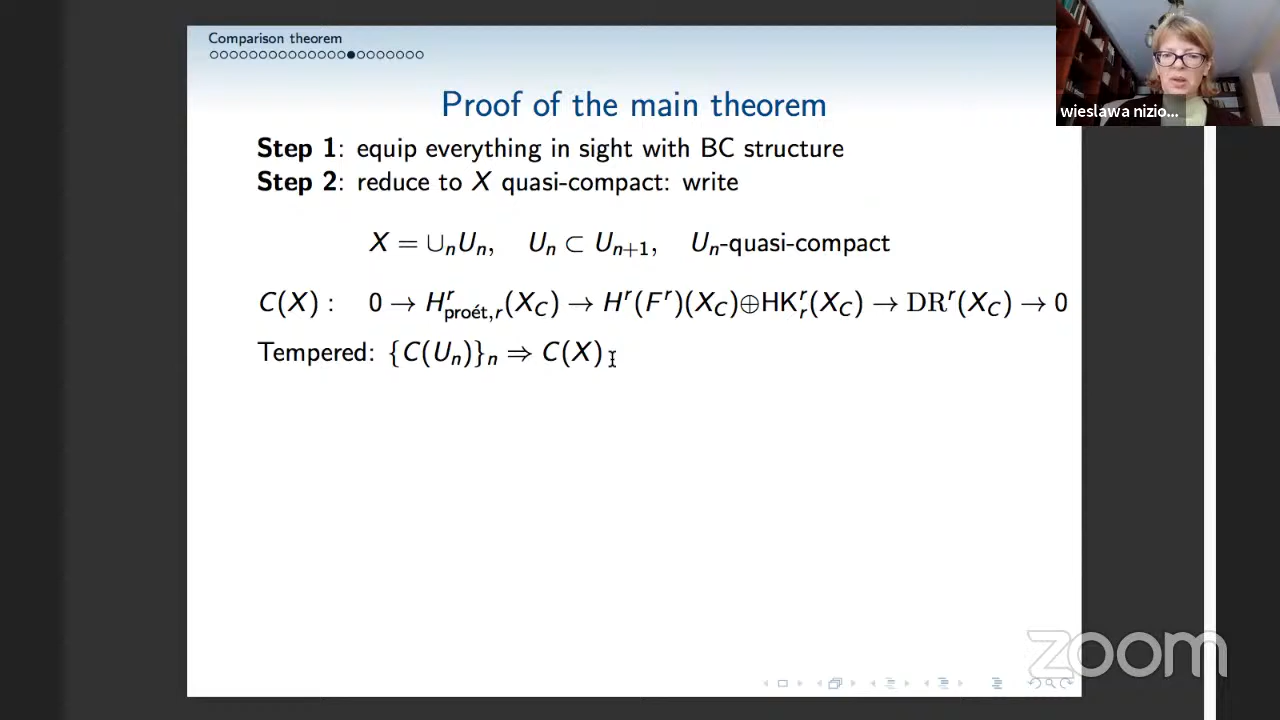 Comparison theorem
Proof of the main theorem
wieslawa nizio...
Step 1: equip everything in sight with BC structure
Step 2: reduce to X quasi-compact: write
X = ∪ₙUₙ, Uₙ ⊂ Uₙ₊₁, Uₙ-quasi-compact
C(X) : 0 → H^r_{proét,r}(X_C) → H^r(F^r)(X_C)⊕HK^r_r(X_C) → DR^r(X_C) → 0
Tempered: {C(Uₙ)}ₙ ⇒ C(X)
zoom